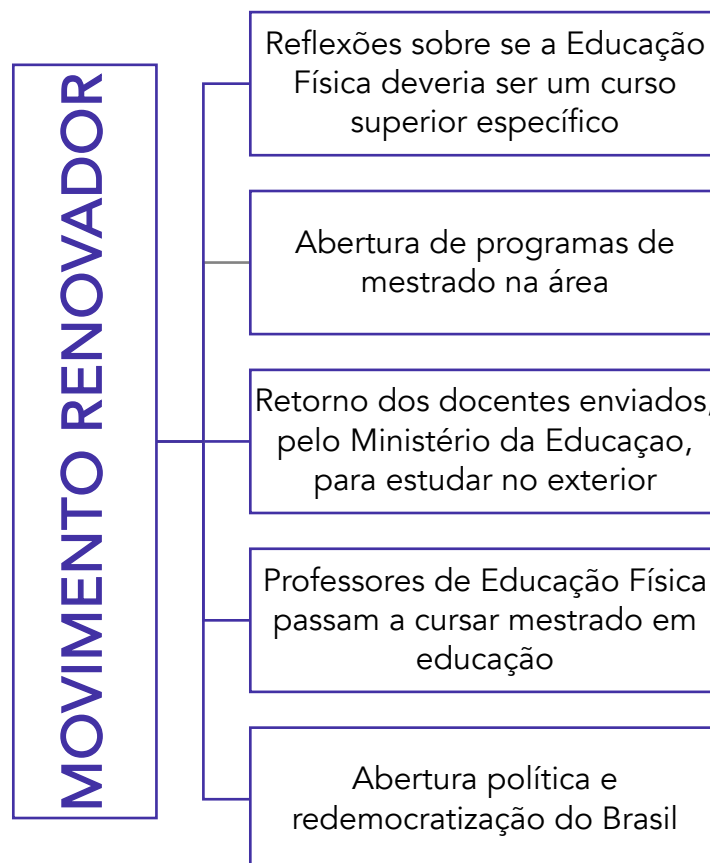 MOVIMENTO RENOVADOR
Reflexões sobre se a Educação
Física deveria ser um curso
superior específico
Abertura de programas de
mestrado na área
Retorno dos docentes enviados,
pelo Ministério da Educaçao,
para estudar no exterior
Professores de Educação Física
passam a cursar mestrado em
educação
Abertura política e
redemocratização do Brasil